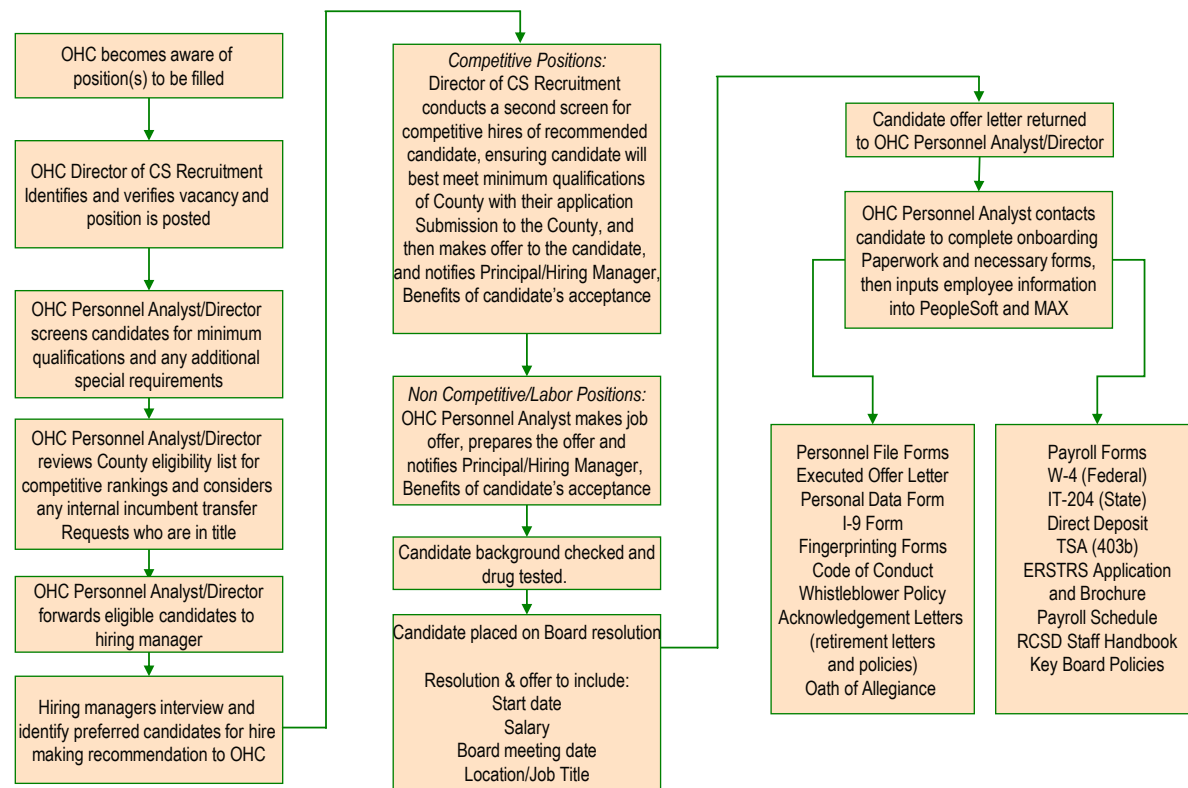 OHC becomes aware of
position(s) to be filled
OHC Director of CS Recruitment
Identifies and verifies vacancy and
position is posted
OHC Personnel Analyst/Director
screens candidates for minimum
qualifications and any additional
special requirements
OHC Personnel Analyst/Director
reviews County eligibility list for
competitive rankings and considers
any internal incumbent transfer
Requests who are in title
OHC Personnel Analyst/Director
forwards eligible candidates to
hiring manager
Hiring managers interview and
identify preferred candidates for hire
making recommendation to OHC
Competitive Positions:
Director of CS Recruitment
conducts a second screen for
competitive hires of recommended
candidate, ensuring candidate will
best meet minimum qualifications
of County with their application
Submission to the County, and
then makes offer to the candidate,
and notifies Principal/Hiring Manager,
Benefits of candidate's acceptance
Non Competitive/Labor Positions:
OHC Personnel Analyst makes job
offer, prepares the offer and
notifies Principal/Hiring Manager,
Benefits of candidate's acceptance
Candidate background checked and
drug tested.
Candidate placed on Board resolution
Resolution & offer to include:
Start date
Salary
Board meeting date
Location/Job Title
Candidate offer letter returned
to OHC Personnel Analyst/Director
OHC Personnel Analyst contacts
candidate to complete onboarding
Paperwork and necessary forms,
then inputs employee information
into PeopleSoft and MAX
Personnel File Forms
Executed Offer Letter
Personal Data Form
I-9 Form
Fingerprinting Forms
Code of Conduct
Whistleblower Policy
Acknowledgement Letters
(retirement letters
and policies)
Oath of Allegiance
Payroll Forms
W-4 (Federal)
IT-204 (State)
Direct Deposit
TSA (403b)
ERSTRS Application
and Brochure
Payroll Schedule
RCSD Staff Handbook
Key Board Policies